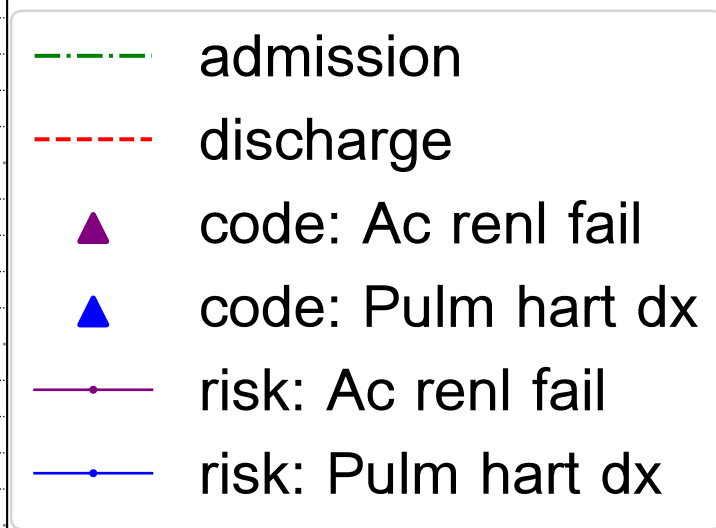 admission
discharge
code: Ac renl fail
code: Pulm hart dx
risk: Ac renl fail
risk: Pulm hart dx